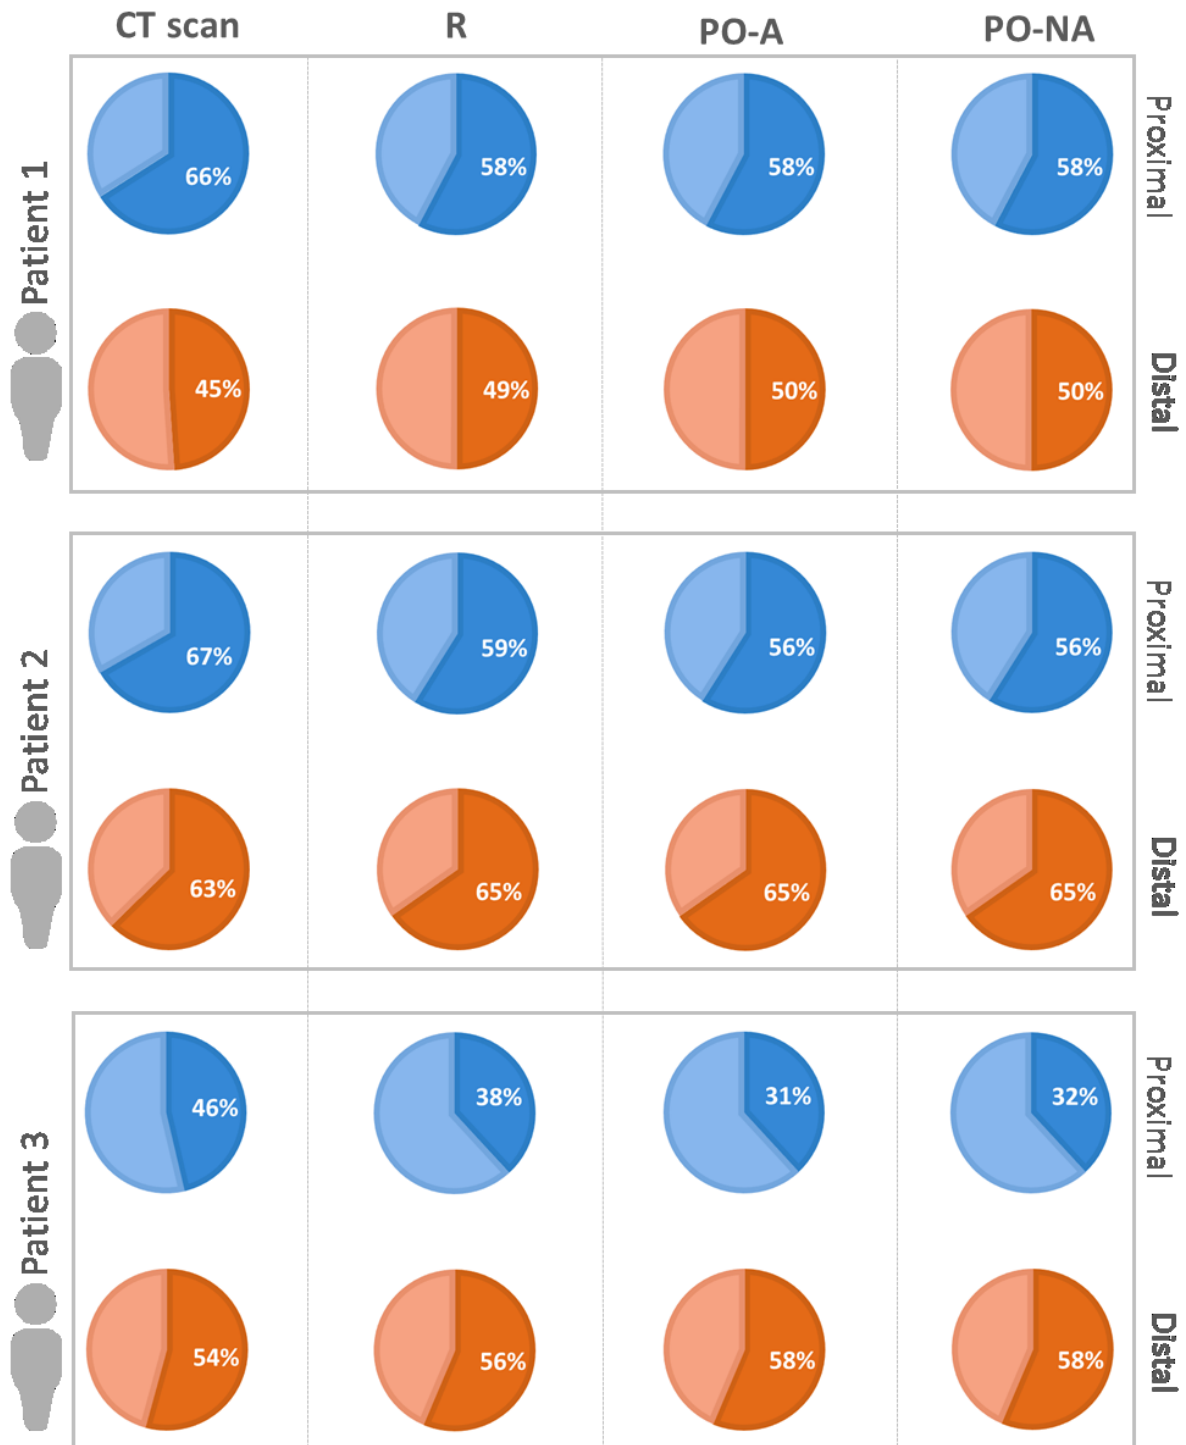 CT scan R PO-A PO-NA
Patient 1
66% 58% 58% 58% Proximal
45% 49% 50% 50% Distal
Patient 2
67% 59% 56% 56% Proximal
63% 65% 65% 65% Distal
Patient 3
46% 38% 31% 32% Proximal
54% 56% 58% 58% Distal